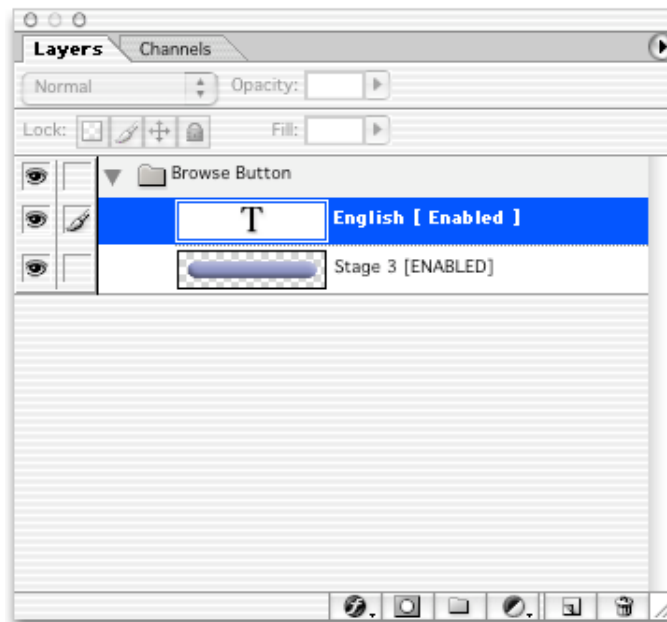 Layers Channels
Normal Opacity:
Lock: Fill:
Browse Button
T English [ Enabled ]
Stage 3 [ENABLED]